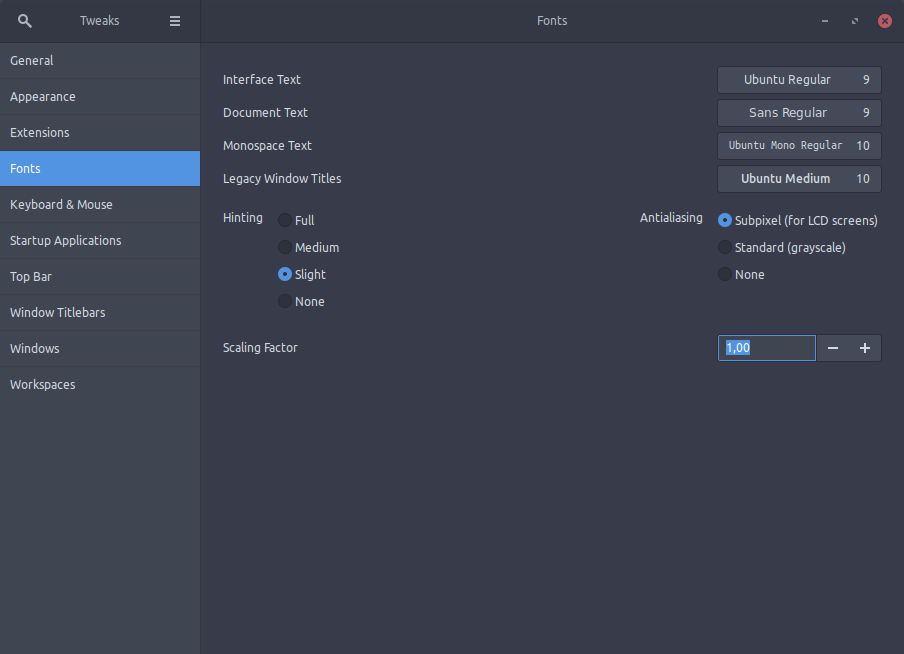 Tweaks
Fonts
General
Appearance
Extensions
Fonts
Keyboard & Mouse
Startup Applications
Top Bar
Window Titlebars
Windows
Workspaces
Interface Text Ubuntu Regular 9
Document Text Sans Regular 9
Monospace Text Ubuntu Mono Regular 10
Legacy Window Titles Ubuntu Medium 10
Hinting
Full
Medium
Slight
None
Antialiasing
Subpixel (for LCD screens)
Standard (grayscale)
None
Scaling Factor 1,00